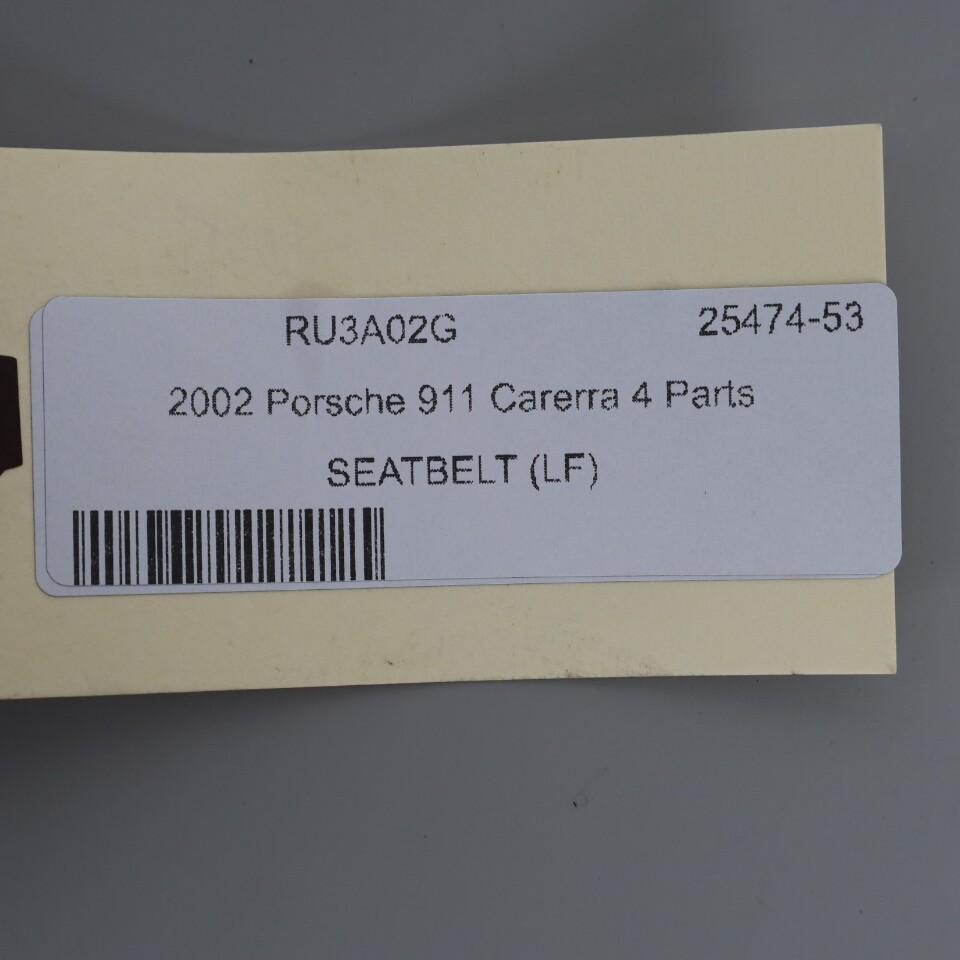 RU3A02G 25474-53
2002 Porsche 911 Carerra 4 Parts
SEATBELT (LF)